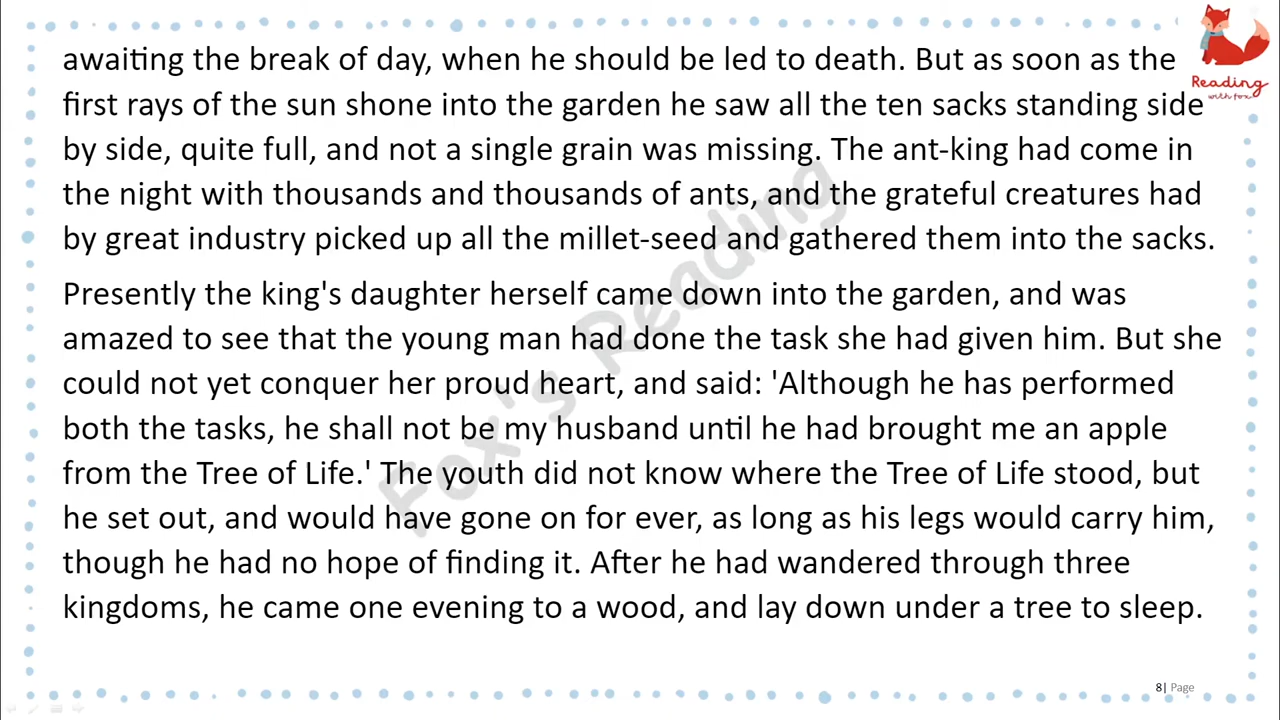 awaiting the break of day, when he should be led to death. But as soon as the
first rays of the sun shone into the garden he saw all the ten sacks standing side
by side, quite full, and not a single grain was missing. The ant-king had come in
the night with thousands and thousands of ants, and the grateful creatures had
by great industry picked up all the millet-seed and gathered them into the sacks.
Presently the king's daughter herself came down into the garden, and was
amazed to see that the young man had done the task she had given him. But she
could not yet conquer her proud heart, and said: 'Although he has performed
both the tasks, he shall not be my husband until he had brought me an apple
from the Tree of Life.' The youth did not know where the Tree of Life stood, but
he set out, and would have gone on for ever, as long as his legs would carry him,
though he had no hope of finding it. After he had wandered through three
kingdoms, he came one evening to a wood, and lay down under a tree to sleep.
Reading
with fox
Fox's Reading
8| Page